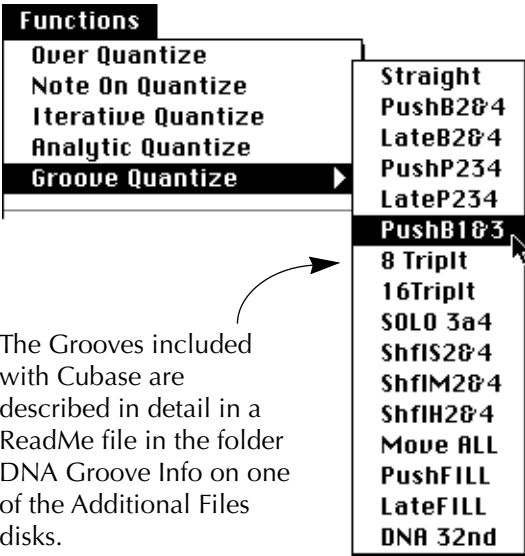 Functions
Over Quantize
Note On Quantize
Iterative Quantize
Analytic Quantize
Groove Quantize
Straight
PushB2&4
LateB2&4
PushP234
LateP234
PushB1&3
8 Triplt
16Triplt
SOLO 3a4
ShflS2&4
ShflM2&4
ShflH2&4
Move ALL
PushFILL
LateFILL
DNA 32nd
The Grooves included
with Cubase are
described in detail in a
ReadMe file in the folder
DNA Groove Info on one
of the Additional Files
disks.